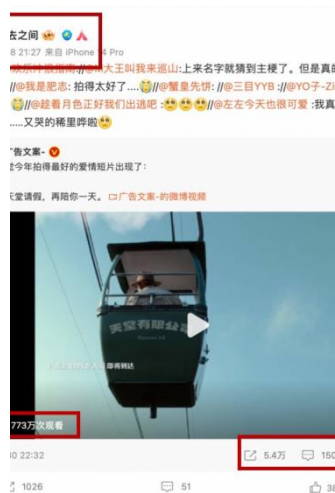 去之间
8 21:27 来自 iPhone 14 Pro
大王叫我来巡山:上来名字就猜到主梗了。但是真的
//@我是肥志: 拍得太好了....//@蟹皇先饼: //@三目YYB ://@YO子-Zi
//@趁着月色正好我们出逃吧 ://@左左今天也很可爱 :我真
.....又哭的稀里哗啦
广告文案-
今年拍得最好的爱情短片出现了：
天堂请假，再陪你一天。 广告文案-的微博视频
天堂有限公
即将到达
773万次观看
30 22:32 5.4万 150
1026 51 38